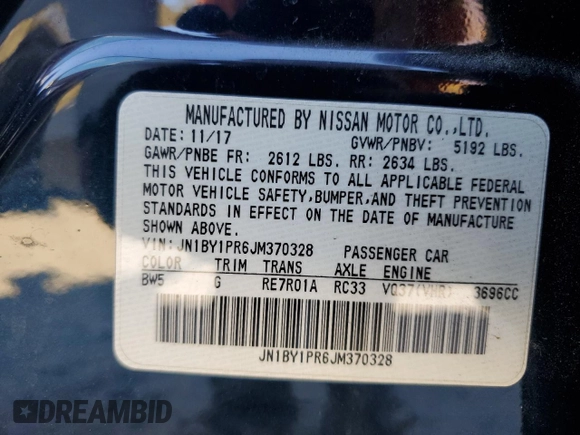 MANUFACTURED BY NISSAN MOTOR CO.,LTD.
DATE: 11/17 GVWR/PNBV: 5192 LBS.
GAWR/PNBE FR: 2612 LBS. RR: 2634 LBS.
THIS VEHICLE CONFORMS TO ALL APPLICABLE FEDERAL
MOTOR VEHICLE SAFETY,BUMPER,AND THEFT PREVENTION
STANDARDS IN EFFECT ON THE DATE OF MANUFACTURE
SHOWN ABOVE.
VIN:JN1BY1PR6JM370328 PASSENGER CAR
COLOR TRIM TRANS AXLE ENGINE
BW5 G RE7R01A RC33 VQ37(VHR) 3696CC
JN1BY1PR6JM370328
DREAMBID